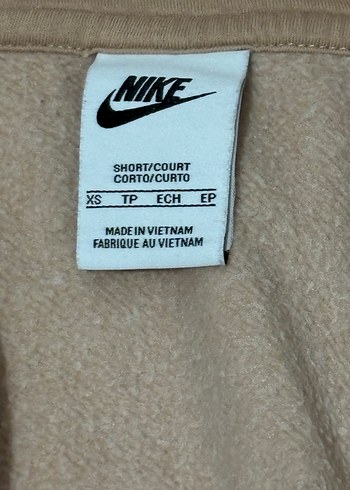 NIKE
SHORT/COURT
CORTO/CURTO
XS TP ECH EP
MADE IN VIETNAM
FABRIQUE AU VIETNAM